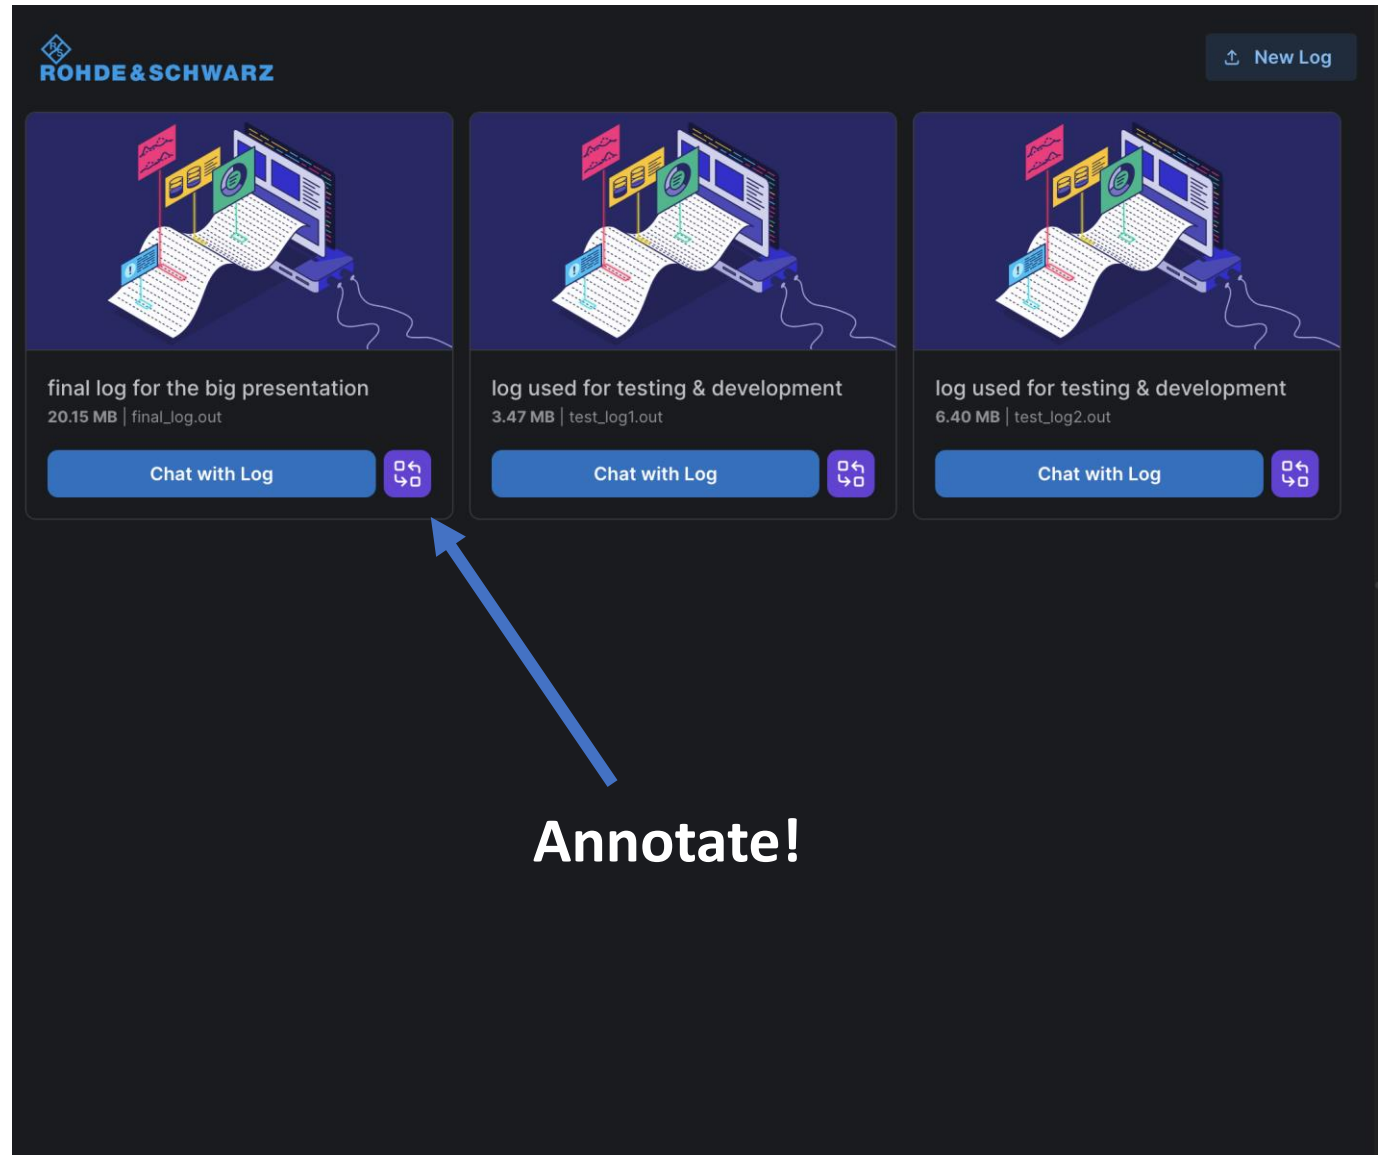 R S
ROHDE&SCHWARZ
New Log
final log for the big presentation
20.15 MB | final_log.out
Chat with Log
log used for testing & development
3.47 MB | test_log1.out
Chat with Log
log used for testing & development
6.40 MB | test_log2.out
Chat with Log
Annotate!